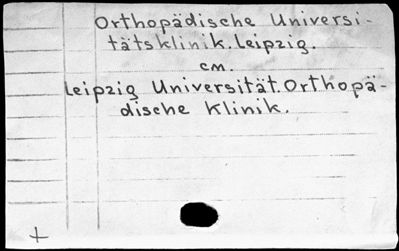 Orthopädische Universi-
tätsklinik. Leipzig.
cm.
Leipzig Universität. Orthopä-
dische Klinik.